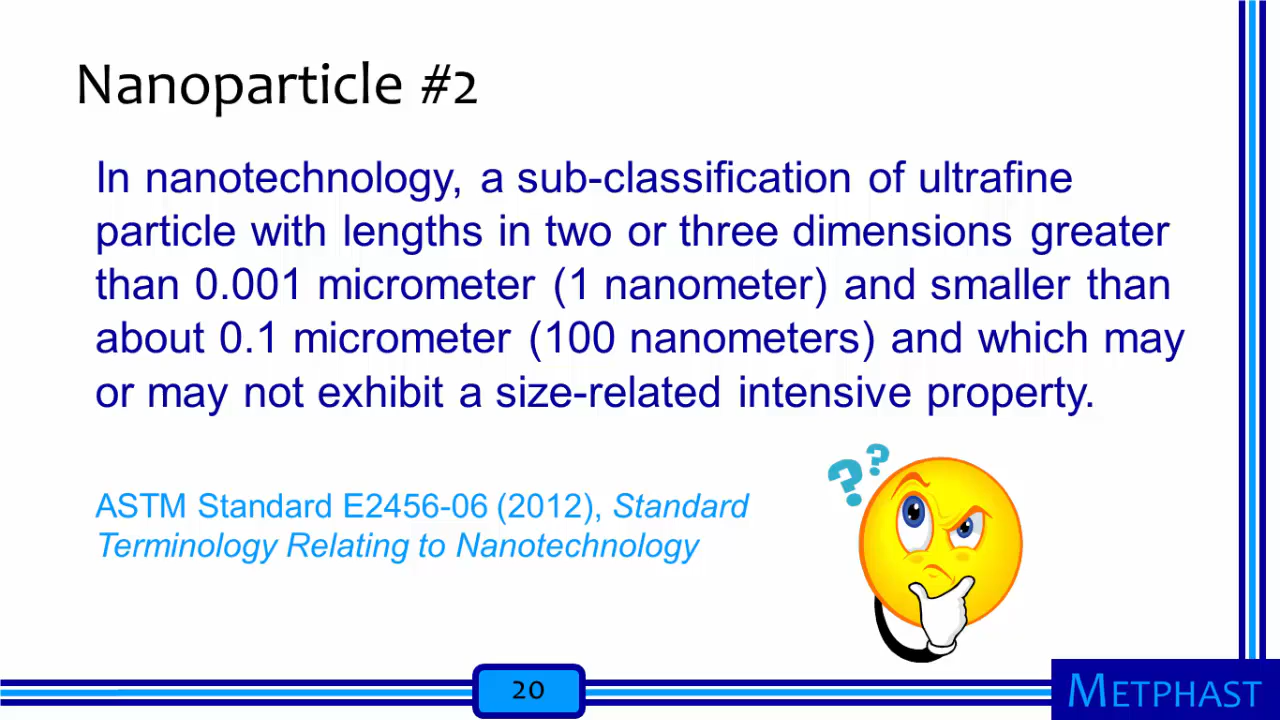 Nanoparticle #2
In nanotechnology, a sub-classification of ultrafine
particle with lengths in two or three dimensions greater
than 0.001 micrometer (1 nanometer) and smaller than
about 0.1 micrometer (100 nanometers) and which may
or may not exhibit a size-related intensive property.
ASTM Standard E2456-06 (2012), Standard
Terminology Relating to Nanotechnology
??
20
METPHAST